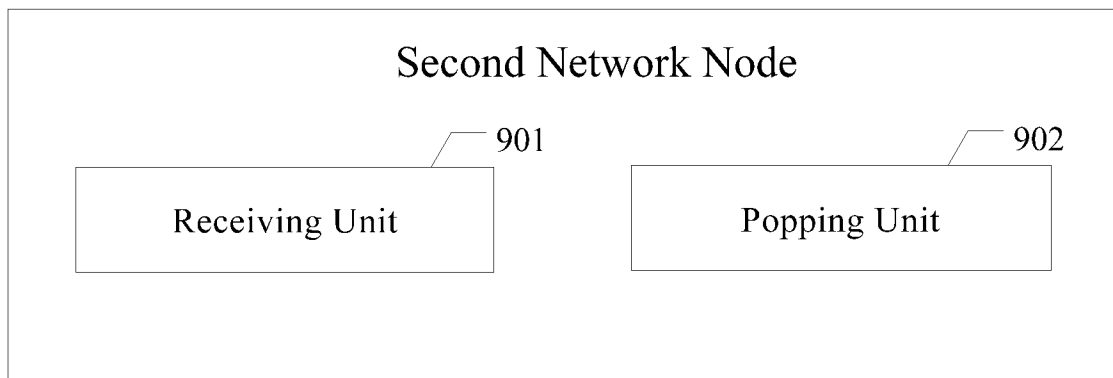 Second Network Node
901
902
Receiving Unit
Popping Unit